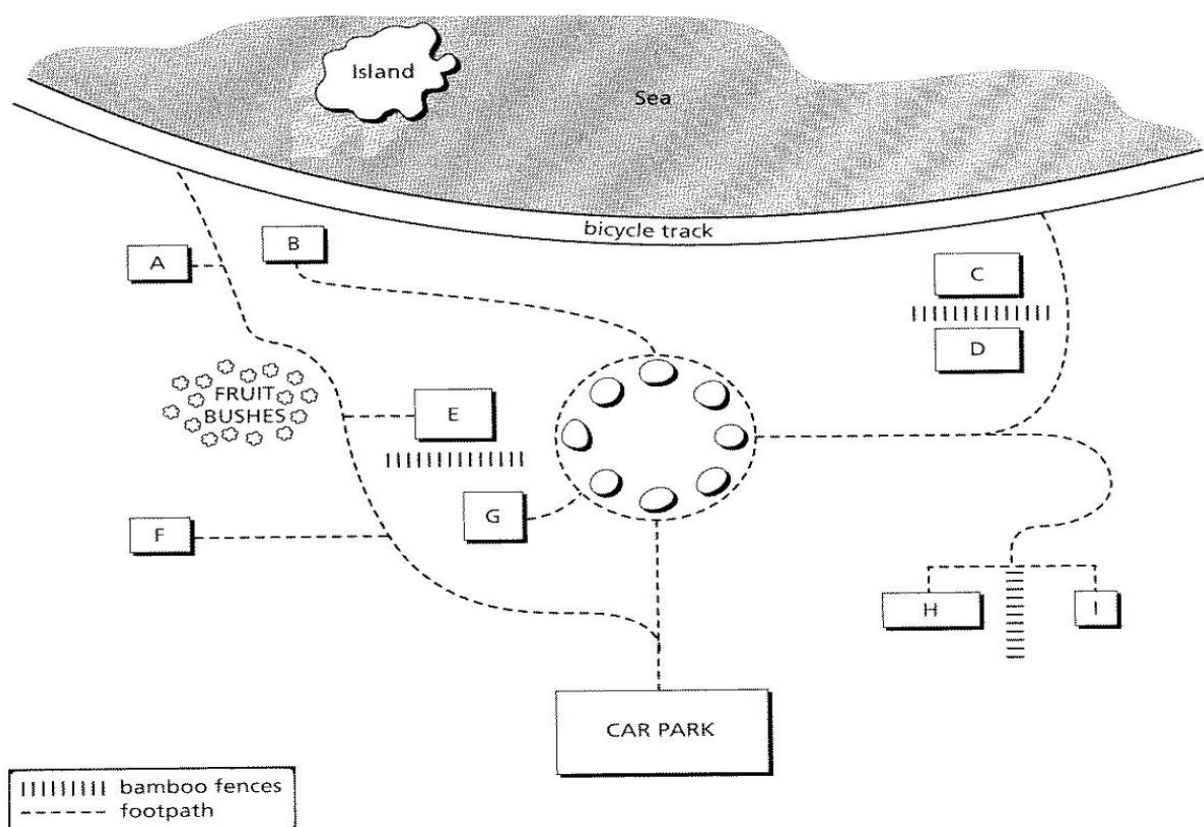 Island
Sea
bicycle track
B
A
C
D
FRUIT
BUSHES
E
G
F
H
I
CAR PARK
bamboo fences
footpath